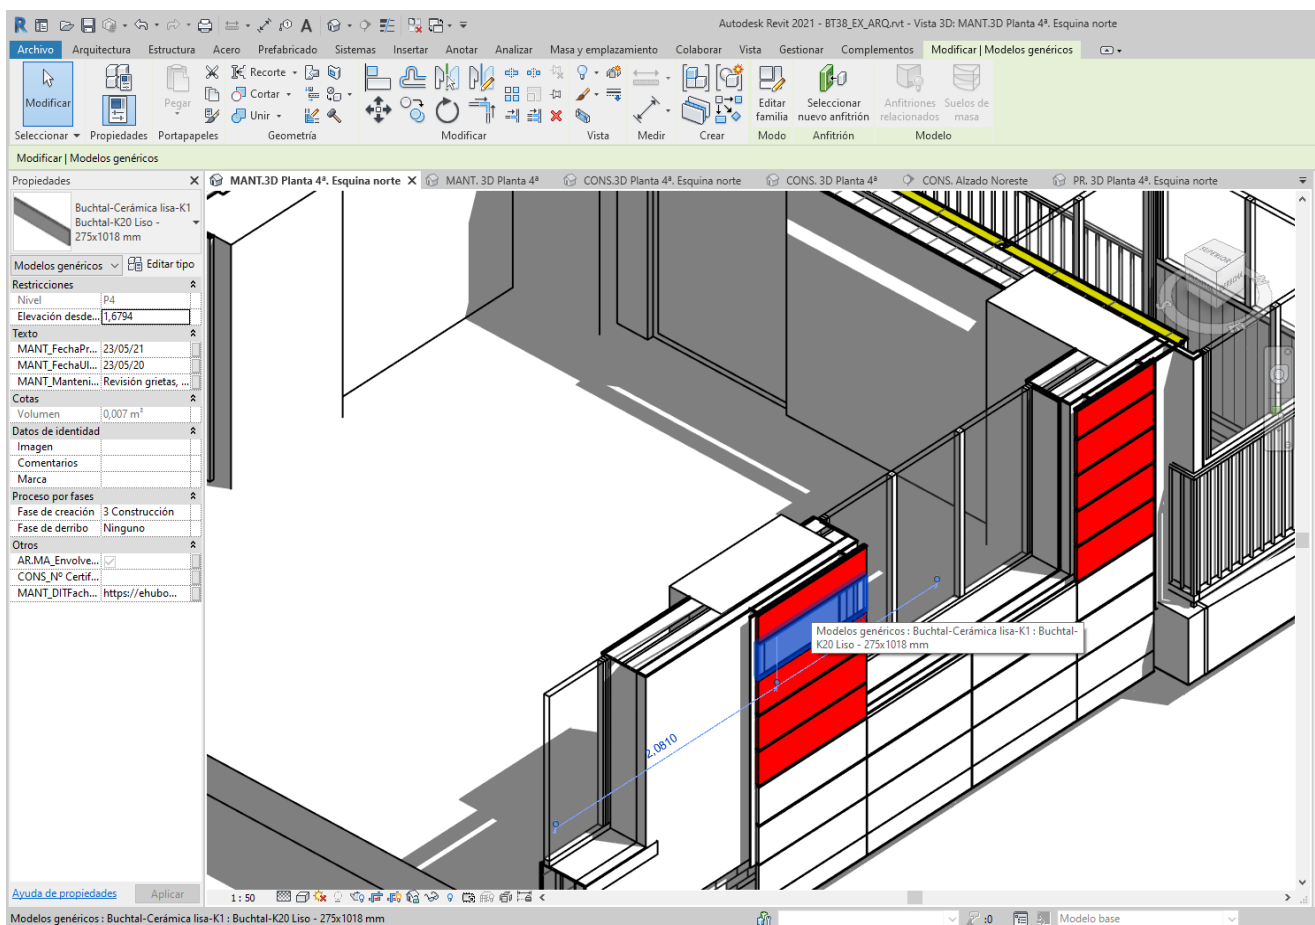 Autodesk Revit 2021 - BT38_EX_ARQ.rvt - Vista 3D: MANT.3D Planta 4ª. Esquina norte
Archivo Arquitectura Estructura Acero Prefabricado Sistemas Insertar Anotar Analizar Masa y emplazamiento Colaborar Vista Gestionar Complementos Modificar | Modelos genéricos
Modificar
Pegar
Recorte
Cortar
Unir
Editar familia
Seleccionar nuevo anfitrión
Anfitriones relacionados
Suelos de masa
Seleccionar Propiedades Portapapeles Geometría Modificar Vista Medir Crear Modo Anfitrión Modelo
Modificar | Modelos genéricos
Propiedades
MANT.3D Planta 4ª. Esquina norte MANT. 3D Planta 4ª CONS.3D Planta 4ª. Esquina norte CONS. 3D Planta 4ª CONS. Alzado Noreste PR. 3D Planta 4ª. Esquina norte
Buchtal-Cerámica lisa-K1
Buchtal-K20 Liso -
275x1018 mm
Modelos genéricos Editar tipo
Restricciones
Nivel P4
Elevación desde... 1,6794
Texto
MANT_FechaPr... 23/05/21
MANT_FechaUl... 23/05/20
MANT_Manteni... Revisión grietas, ...
Cotas
Volumen 0,007 m³
Datos de identidad
Imagen
Comentarios
Marca
Proceso por fases
Fase de creación 3 Construcción
Fase de derribo Ninguno
Otros
AR.MA_Envolve...
CONS_Nº Certif...
MANT_DITFach... https://ehubo...
SUPERIOR
2,0810
Modelos genéricos : Buchtal-Cerámica lisa-K1 : Buchtal-
K20 Liso - 275x1018 mm
Ayuda de propiedades Aplicar
1 : 50
Modelos genéricos : Buchtal-Cerámica lisa-K1 : Buchtal-K20 Liso - 275x1018 mm
:0 Modelo base